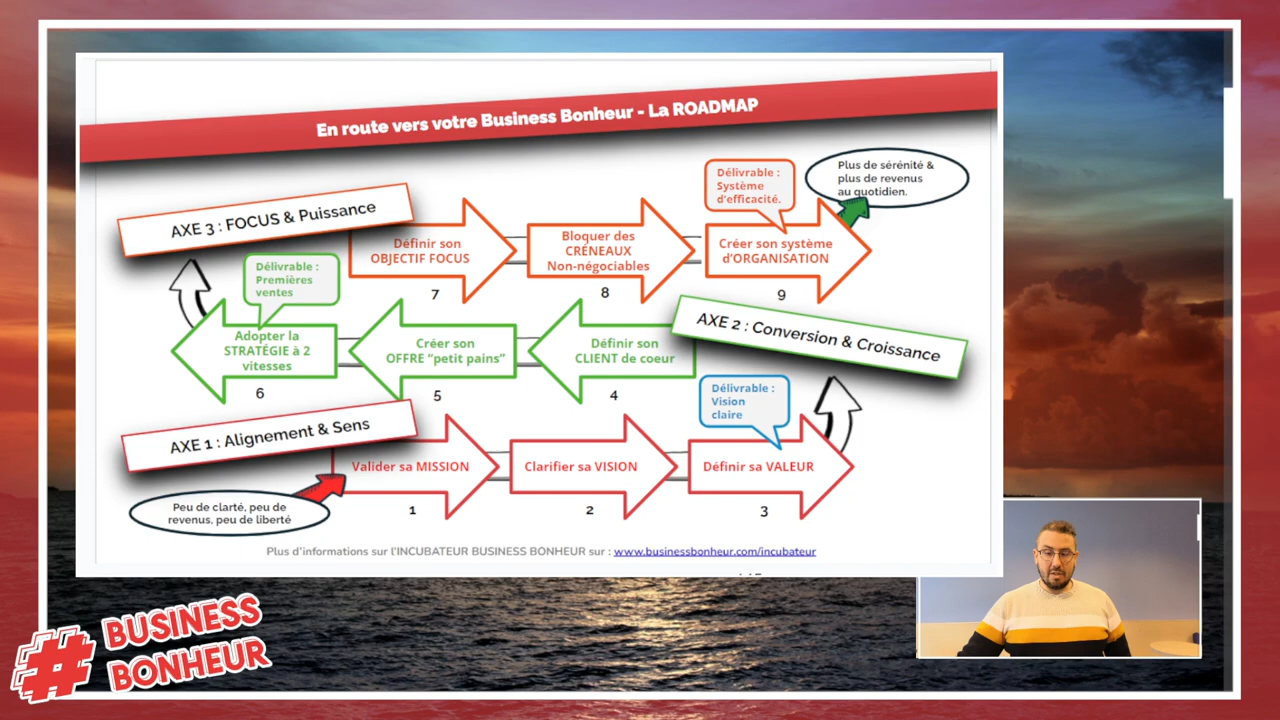 En route vers votre Business Bonheur - La ROADMAP
Plus de sérénité &
plus de revenus
au quotidien.
Délivrable :
Système
d'efficacité.
AXE 3 : FOCUS & Puissance
Définir son
OBJECTIF FOCUS
7
Bloquer des
CRÉNEAUX
Non-négociables
8
Créer son système
d'ORGANISATION
9
Délivrable :
Premières
ventes
AXE 2 : Conversion & Croissance
Adopter la
STRATÉGIE à 2
vitesses
6
Créer son
OFFRE "petit pains"
5
Définir son
CLIENT de coeur
4
Délivrable :
Vision
claire
AXE 1 : Alignement & Sens
Valider sa MISSION
1
Clarifier sa VISION
2
Définir sa VALEUR
3
Peu de clarté, peu de
revenus, peu de liberté
Plus d'informations sur l'INCUBATEUR BUSINESS BONHEUR sur : www.businessbonheur.com/incubateur
# BUSINESS
BONHEUR